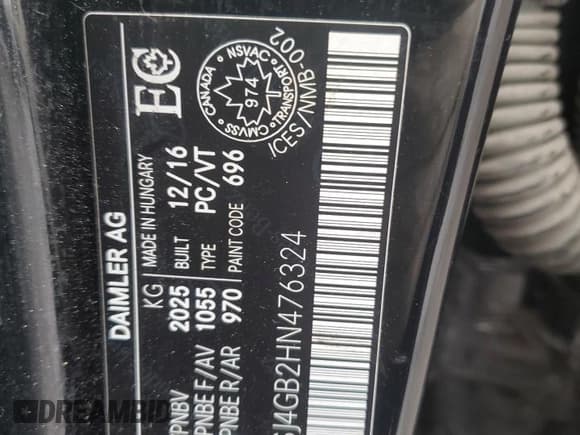 DAIMLER AG
KG MADE IN HUNGARY
PNBV 2025 BUILT 12/16
PNBE F/AV 1055 TYPE PC/VT
PNBE R/AR 970 PAINT CODE 696
EC
CANADA NSVAC
974
CMVSS TRANSPORT
ICES/NMB-002
J4GB2HN476324
DREAMBID